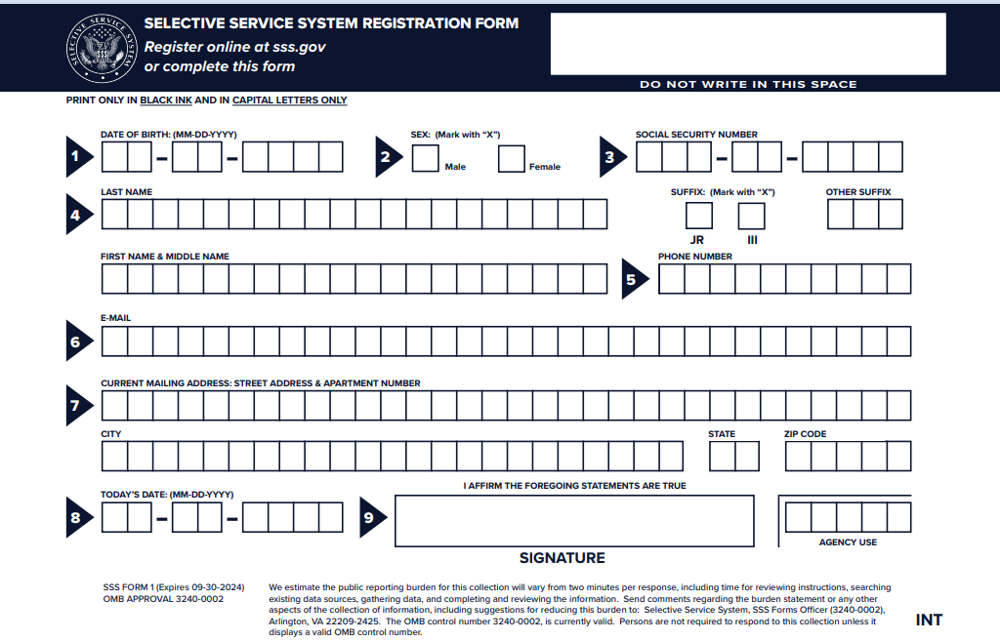 SELECTIVE SERVICE SYSTEM
SSS
SELECTIVE SERVICE SYSTEM REGISTRATION FORM
Register online at sss.gov
or complete this form
DO NOT WRITE IN THIS SPACE
PRINT ONLY IN BLACK INK AND IN CAPITAL LETTERS ONLY
1 DATE OF BIRTH: (MM-DD-YYYY)
2 SEX: (Mark with “X”)
Male
Female
3 SOCIAL SECURITY NUMBER
4 LAST NAME
SUFFIX: (Mark with “X”)
JR
III
OTHER SUFFIX
FIRST NAME & MIDDLE NAME
5 PHONE NUMBER
6 E-MAIL
7 CURRENT MAILING ADDRESS: STREET ADDRESS & APARTMENT NUMBER
CITY
STATE
ZIP CODE
8 TODAY’S DATE: (MM-DD-YYYY)
9 I AFFIRM THE FOREGOING STATEMENTS ARE TRUE
SIGNATURE
AGENCY USE
SSS FORM 1 (Expires 09-30-2024)
OMB APPROVAL 3240-0002
We estimate the public reporting burden for this collection will vary from two minutes per response, including time for reviewing instructions, searching
existing data sources, gathering data, and completing and reviewing the information. Send comments regarding the burden statement or any other
aspects of the collection of information, including suggestions for reducing this burden to: Selective Service System, SSS Forms Officer (3240-0002),
Arlington, VA 22209-2425. The OMB control number 3240-0002, is currently valid. Persons are not required to respond to this collection unless it
displays a valid OMB control number.
INT